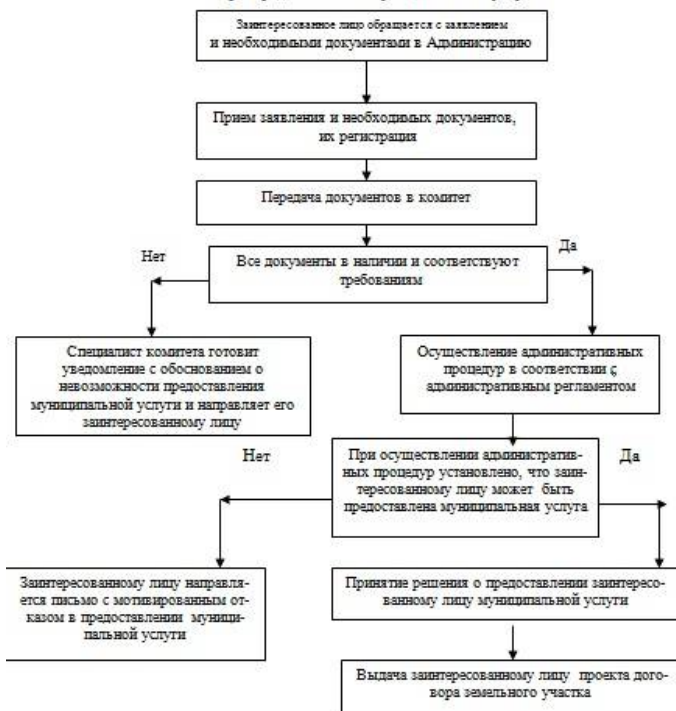 Заинтересованное лицо обращается с заявлением
и необходимыми документами в Администрацию
Прием заявления и необходимых документов,
их регистрация
Передача документов в комитет
Нет
Все документы в наличии и соответствуют
требованиям
Да
Специалист комитета готовит
уведомление с обоснованием о
невозможности предоставления
муниципальной услуги и направляет его
заинтересованному лицу
Осуществление административных
процедур в соответствии с
административным регламентом
Нет
При осуществлении административ-
ных процедур установлено, что заин-
тересованному лицу может быть
предоставлена муниципальная услуга
Да
Заинтересованному лицу направля-
ется письмо с мотивированным от-
казом в предоставлении муници-
пальной услуги
Принятие решения о предоставлении заинтересо-
ванному лицу муниципальной услуги
Выдача заинтересованному лицу проекта дого-
вора земельного участка